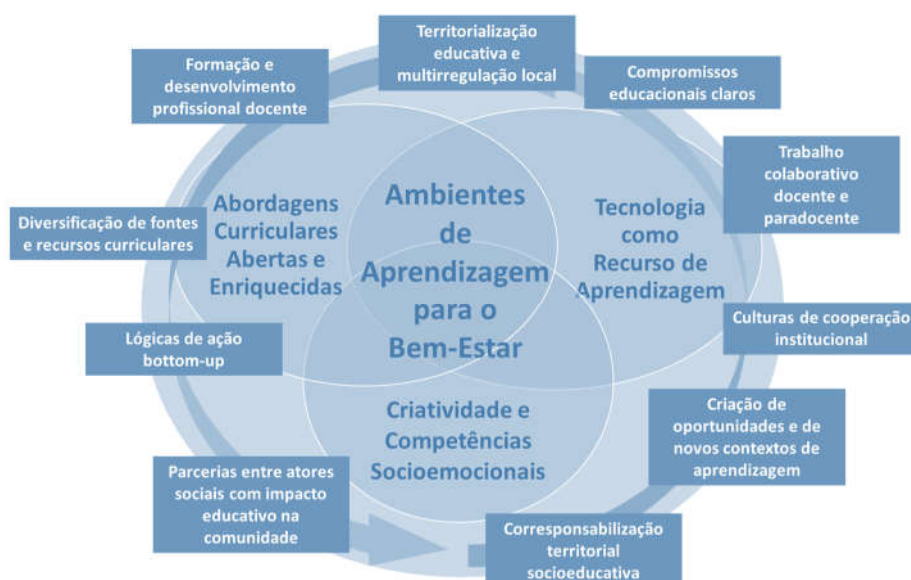 Territorialização
educativa e
multirregulação local
Formação e
desenvolvimento
profissional docente
Compromissos
educacionais claros
Trabalho
colaborativo
docente e
paradocente
Diversificação de fontes
e recursos curriculares
Abordagens
Curriculares
Abertas e
Enriquecidas
Ambientes
de
Aprendizagem
para o
Bem-Estar
Tecnologia
como
Recurso de
Aprendizagem
Culturas de cooperação
institucional
Lógicas de ação
bottom-up
Criatividade e
Competências
Socioemocionais
Criação de
oportunidades e de
novos contextos de
aprendizagem
Parcerias entre atores
sociais com impacto
educativo na
comunidade
Corresponsabilização
territorial
socioeducativa